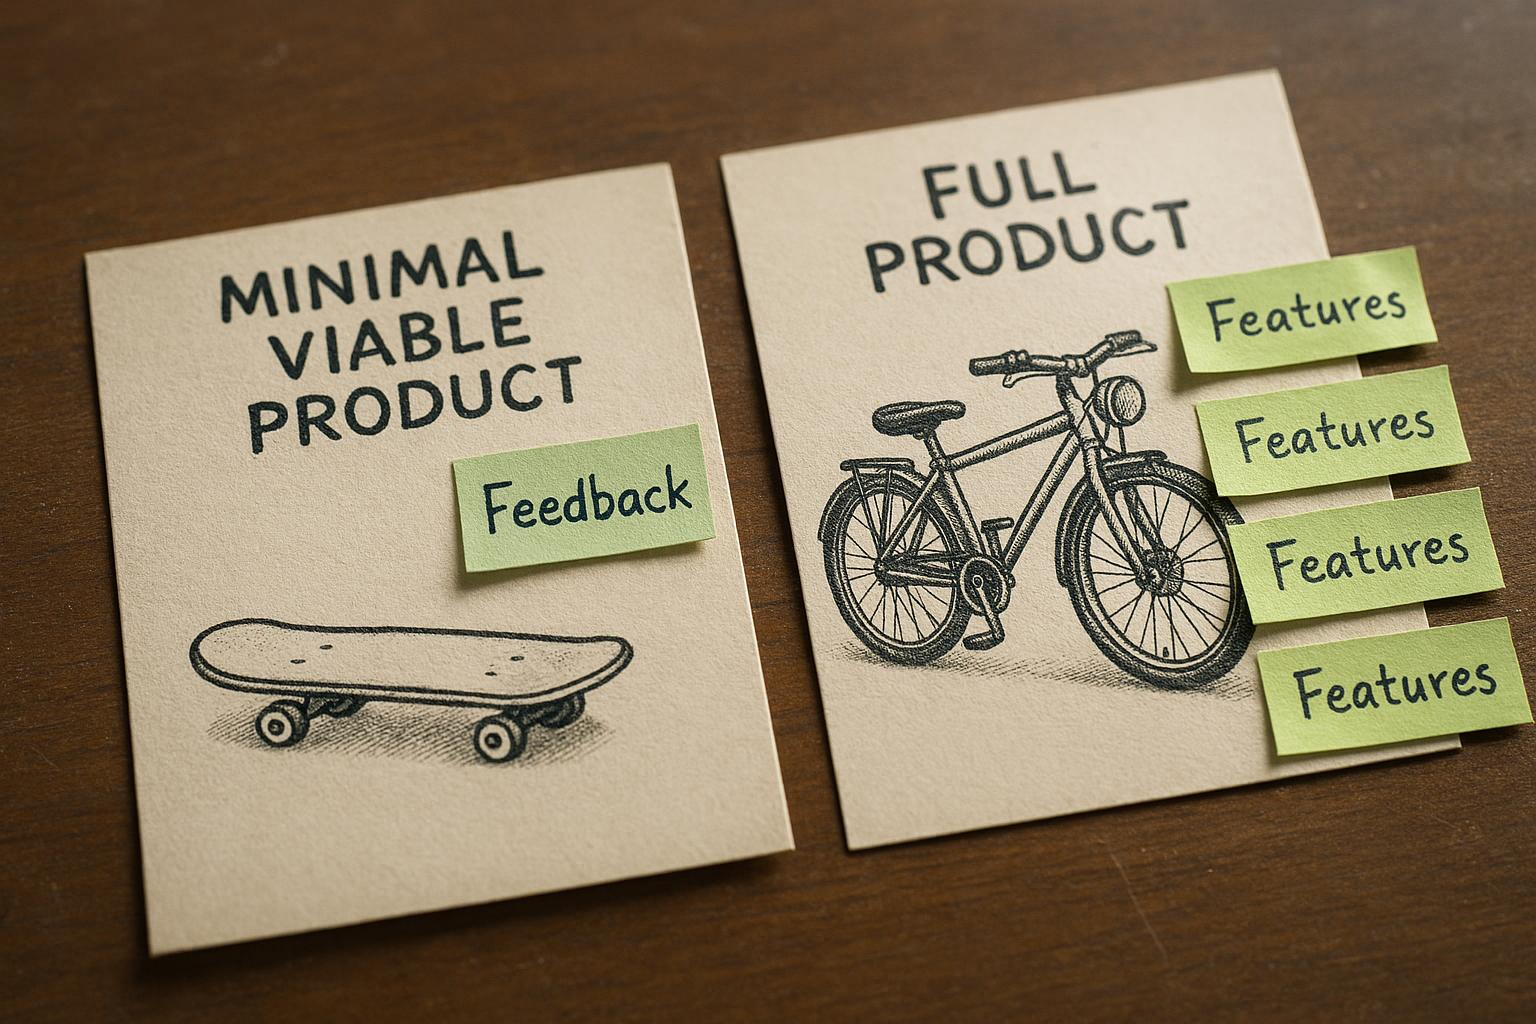 MINIMAL
VIABLE
PRODUCT
Feedback
FULL
PRODUCT
Features
Features
Features
Features